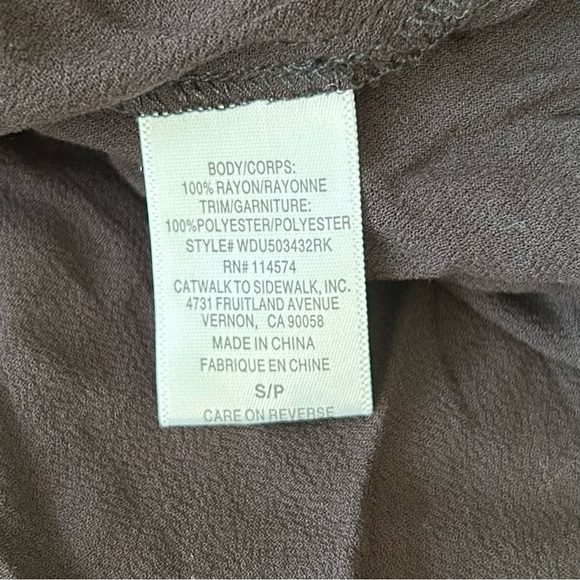 BODY/CORPS:
100% RAYON/RAYONNE
TRIM/GARNITURE:
100%POLYESTER/POLYESTER
STYLE# WDU503432RK
RN# 114574
CATWALK TO SIDEWALK, INC.
4731 FRUITLAND AVENUE
VERNON, CA 90058
MADE IN CHINA
FABRIQUE EN CHINE
S/P
CARE ON REVERSE